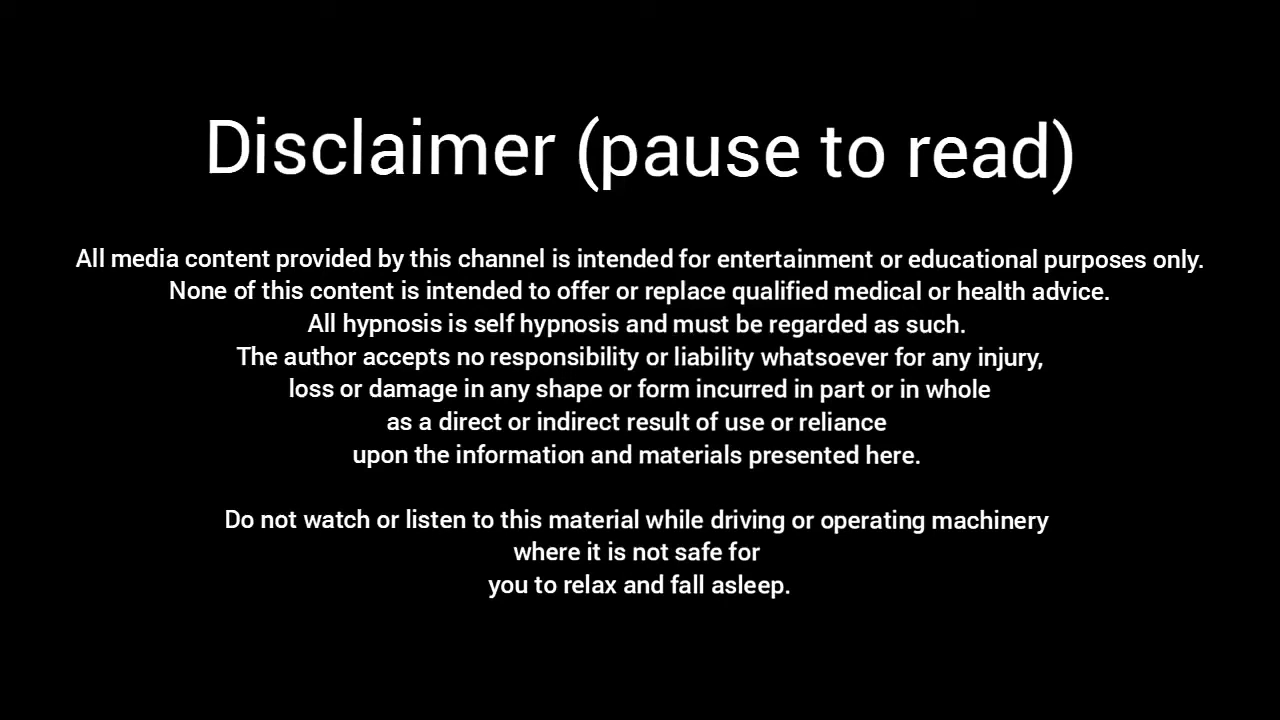 Disclaimer (pause to read)
All media content provided by this channel is intended for entertainment or educational purposes only.
None of this content is intended to offer or replace qualified medical or health advice.
All hypnosis is self hypnosis and must be regarded as such.
The author accepts no responsibility or liability whatsoever for any injury,
loss or damage in any shape or form incurred in part or in whole
as a direct or indirect result of use or reliance
upon the information and materials presented here.
Do not watch or listen to this material while driving or operating machinery
where it is not safe for
you to relax and fall asleep.